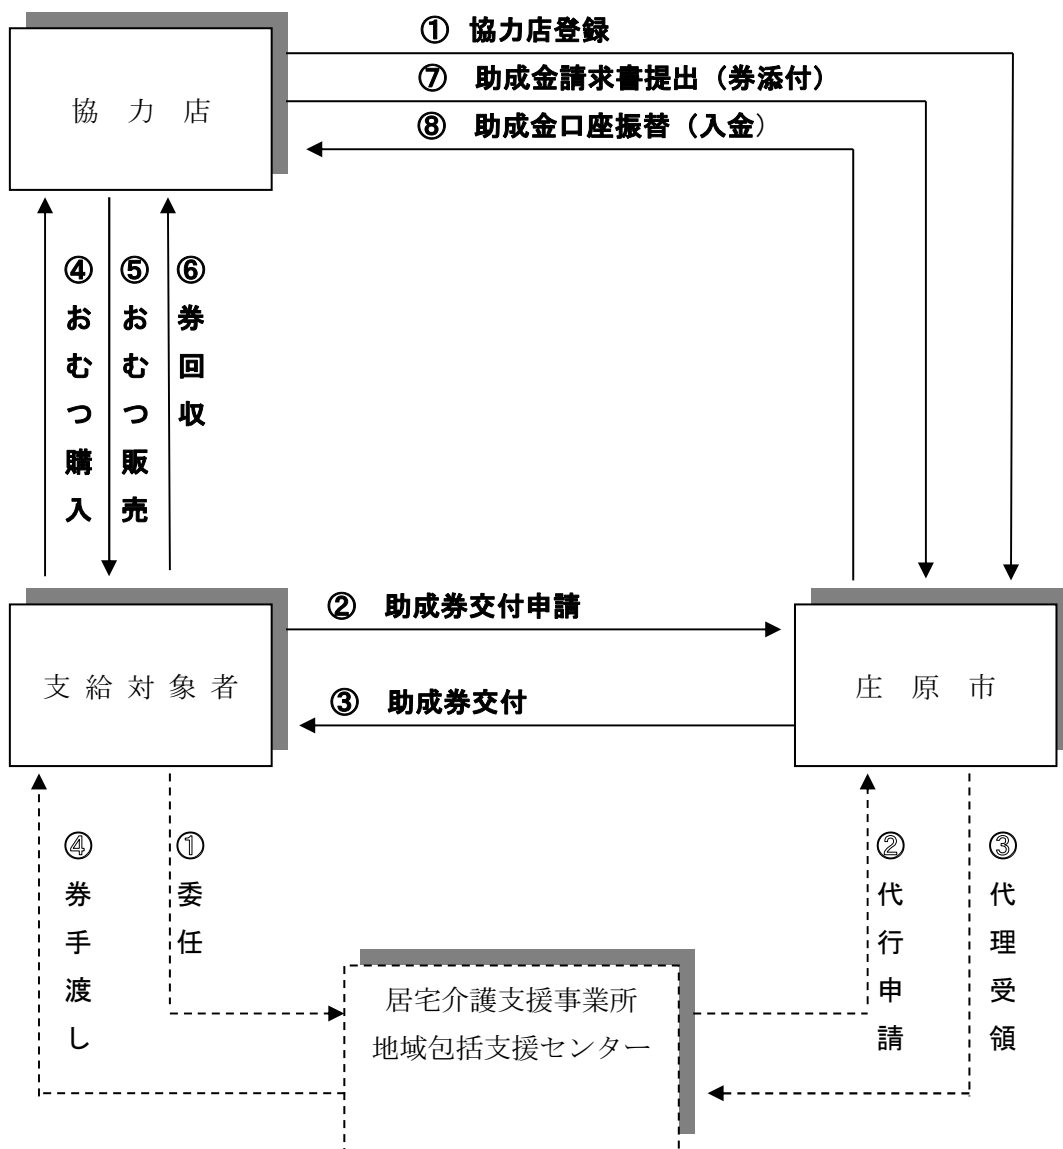 ① 協力店登録
⑦ 助成金請求書提出（券添付）
⑧ 助成金口座振替（入金）
協 力 店
④おむつ購入
⑤おむつ販売
⑥券回収
② 助成券交付申請
③ 助成券交付
支 給 対 象 者
庄 原 市
④券手渡し
①委任
②代行申請
③代理受領
居宅介護支援事業所
地域包括支援センター